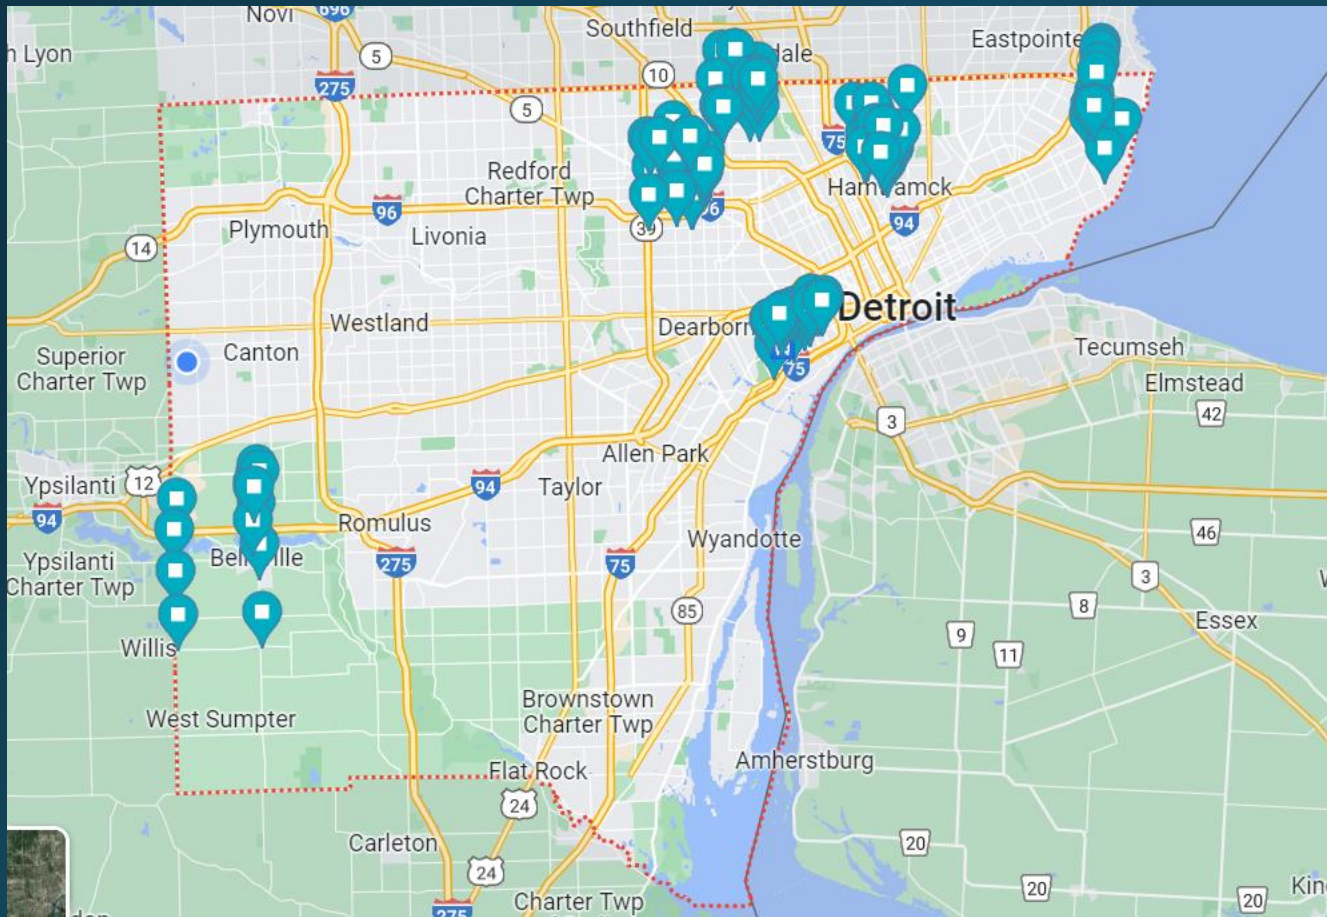 Novi
696
Southfield
Eastpointe
n Lyon
5
dale
10
275
5
75
Redford
Charter Twp
Hamtramck
96
96
Plymouth
Livonia
39
94
14
Detroit
Westland
Dearborn
Canton
Superior
Charter Twp
75
Tecumseh
Elmstead
3
42
Allen Park
Ypsilanti
12
94
Taylor
94
Romulus
Wyandotte
46
Ypsilanti
Charter Twp
Belleville
275
75
3
85
8
Willis
9
Essex
11
West Sumpter
Brownstown
Charter Twp
Flat Rock
Amherstburg
24
Carleton
20
24
20
Kin
20
275
Charter Twp